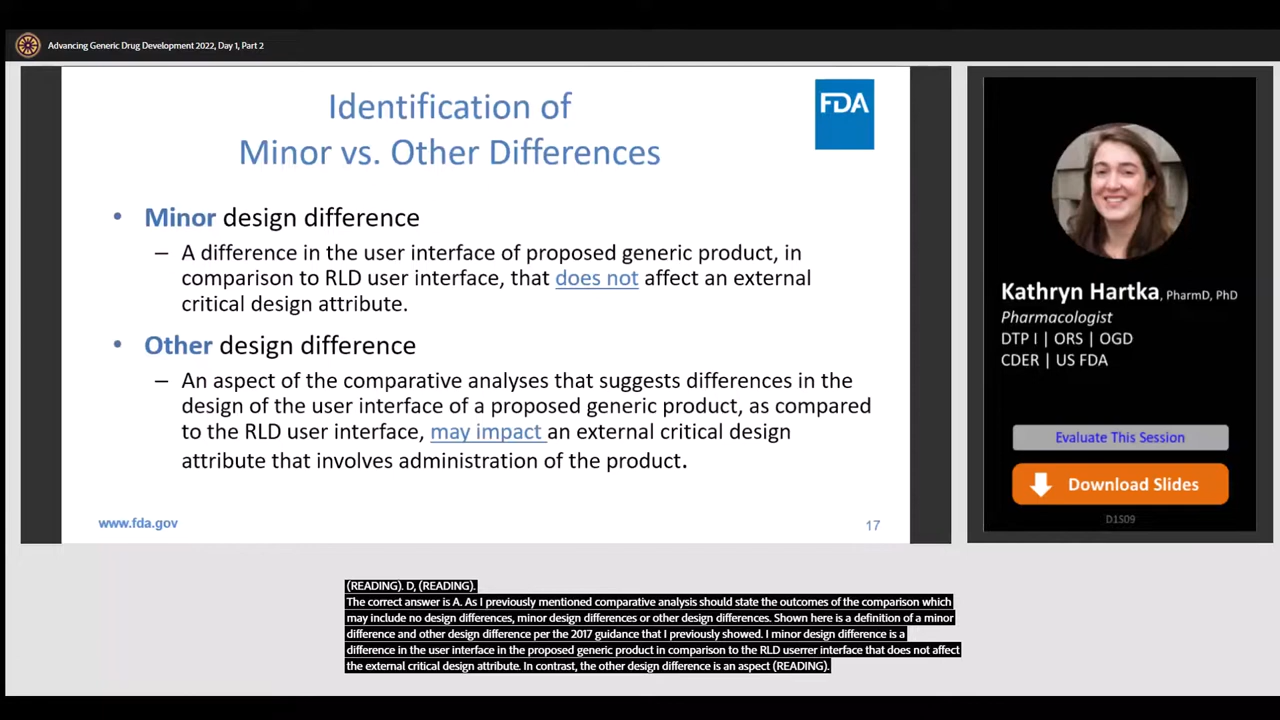 Advancing Generic Drug Development 2022, Day 1, Part 2
Identification of
Minor vs. Other Differences
FDA
• Minor design difference
– A difference in the user interface of proposed generic product, in
comparison to RLD user interface, that does not affect an external
critical design attribute.
• Other design difference
– An aspect of the comparative analyses that suggests differences in the
design of the user interface of a proposed generic product, as compared
to the RLD user interface, may impact an external critical design
attribute that involves administration of the product.
www.fda.gov
17
Kathryn Hartka, PharmD, PhD
Pharmacologist
DTP I | ORS | OGD
CDER | US FDA
Evaluate This Session
Download Slides
D1S09
(READING). D, (READING).
The correct answer is A. As I previously mentioned comparative analysis should state the outcomes of the comparison which
may include no design differences, minor design differences or other design differences. Shown here is a definition of a minor
difference and other design difference per the 2017 guidance that I previously showed. I minor design difference is a
difference in the user interface in the proposed generic product in comparison to the RLD userrer interface that does not affect
the external critical design attribute. In contrast, the other design difference is an aspect (READING).